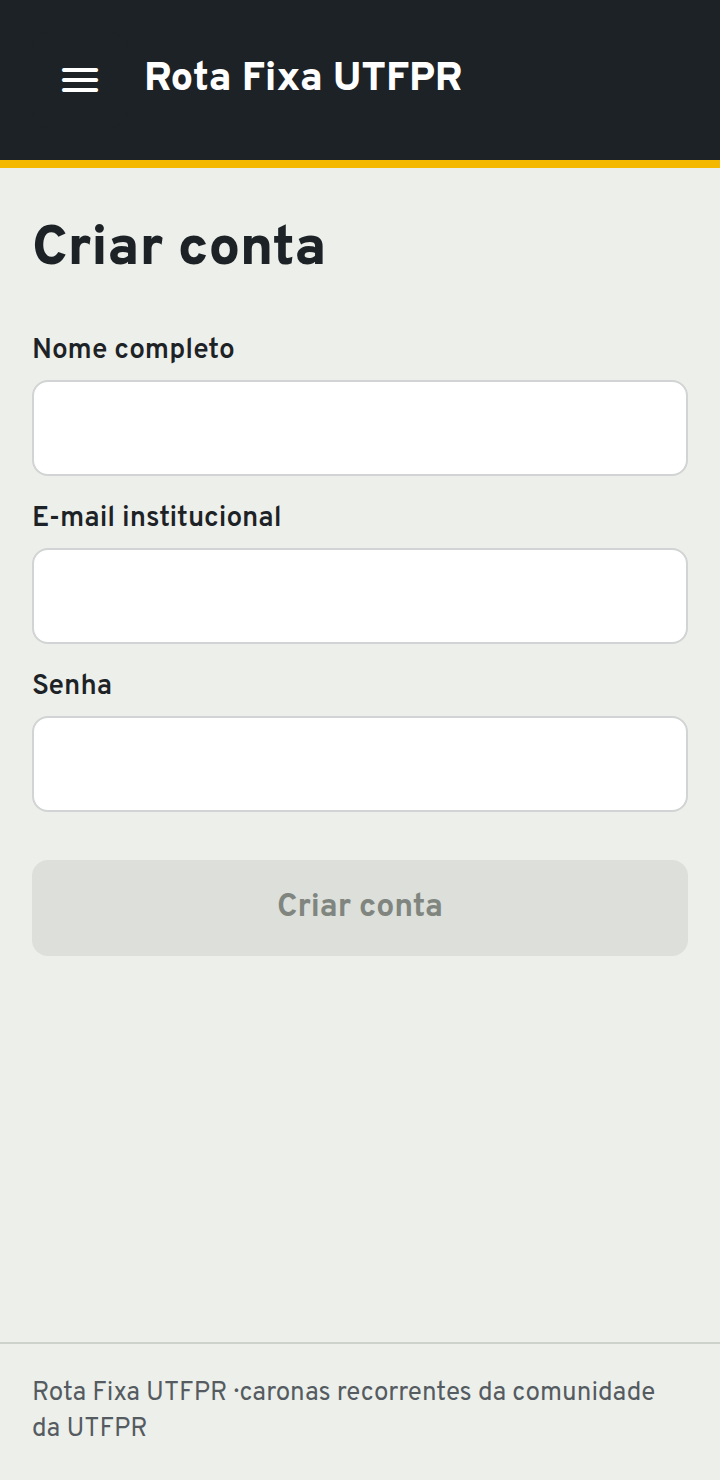 Rota Fixa UTFPR
Criar conta
Nome completo
E-mail institucional
Senha
Criar conta
Rota Fixa UTFPR ·caronas recorrentes da comunidade
da UTFPR